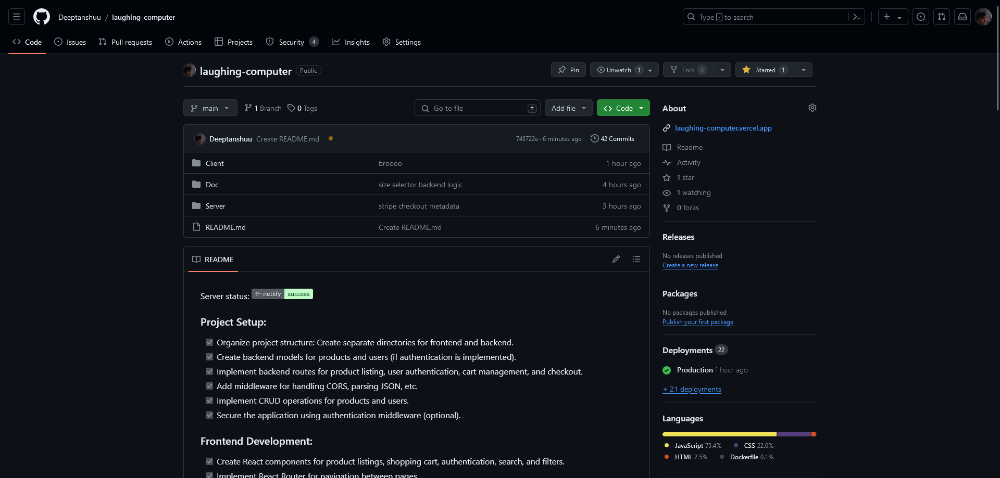 Deeptanshuu / laughing-computer
Type / to search
Code Issues Pull requests Actions Projects Security 4 Insights Settings
laughing-computer Public
Pin Unwatch 1 Fork 0 Starred 1
main 1 Branch 0 Tags
Go to file t Add file Code
Deeptanshuu Create README.md 743722e · 6 minutes ago 42 Commits
Client broooo 1 hour ago
Doc size selector backend logic 4 hours ago
Server stripe checkout metadata 3 hours ago
README.md Create README.md 6 minutes ago
README
Server status: netlify success
Project Setup:
Organize project structure: Create separate directories for frontend and backend.
Create backend models for products and users (if authentication is implemented).
Implement backend routes for product listing, user authentication, cart management, and checkout.
Add middleware for handling CORS, parsing JSON, etc.
Implement CRUD operations for products and users.
Secure the application using authentication middleware (optional).
Frontend Development:
Create React components for product listings, shopping cart, authentication, search, and filters.
Implement React Router for navigation between pages.
About
laughing-computer.vercel.app
Readme
Activity
1 star
1 watching
0 forks
Releases
No releases published
Create a new release
Packages
No packages published
Publish your first package
Deployments 22
Production 1 hour ago
+ 21 deployments
Languages
JavaScript 75.4% CSS 22.0%
HTML 2.5% Dockerfile 0.1%